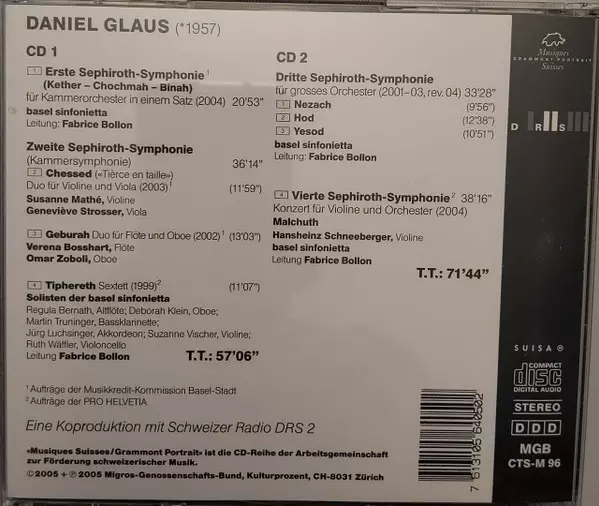 DANIEL GLAUS (*1957)
CD 1
1 Erste Sephiroth-Symphonie¹
(Kether – Chochmah – Binah)
für Kammerorchester in einem Satz (2004) 20'53"
basel sinfonietta
Leitung: Fabrice Bollon
Zweite Sephiroth-Symphonie
(Kammersymphonie) 36'14"
2 Chessed («Tièrce en taille»)
Duo für Violine und Viola (2003)¹ (11'59")
Susanne Mathé, Violine
Geneviève Strosser, Viola
3 Geburah Duo für Flöte und Oboe (2002)¹ (13'03")
Verena Bosshart, Flöte
Omar Zoboli, Oboe
4 Tiphereth Sextett (1999)² (11'07")
Solisten der basel sinfonietta
Regula Bernath, Altflöte; Deborah Klein, Oboe;
Martin Truninger, Bassklarinette;
Jürg Luchsinger, Akkordeon; Suzanne Vischer, Violine;
Ruth Wäffler, Violoncello
Leitung Fabrice Bollon T.T.: 57'06"
¹ Aufträge der Musikkredit-Kommission Basel-Stadt
² Aufträge der PRO HELVETIA
Eine Koproduktion mit Schweizer Radio DRS 2
«Musiques Suisses/Grammont Portrait» ist die CD-Reihe der Arbeitsgemeinschaft
zur Förderung schweizerischer Musik.
©2005 + ℗2005 Migros-Genossenschafts-Bund, Kulturprozent, CH-8031 Zürich
CD 2
Dritte Sephiroth-Symphonie
für grosses Orchester (2001–03, rev. 04) 33'28"
1 Nezach (9'56")
2 Hod (12'38")
3 Yesod (10'51")
basel sinfonietta
Leitung: Fabrice Bollon
4 Vierte Sephiroth-Symphonie² 38'16"
Konzert für Violine und Orchester (2004)
Malchuth
Hansheinz Schneeberger, Violine
basel sinfonietta
Leitung Fabrice Bollon
T.T.: 71'44"
7 613105 640502
Musiques
GRAMMONT PORTRAIT
Suisses
D R S
SUISA ®
COMPACT
disc
DIGITAL AUDIO
STEREO
D D D
MGB
CTS-M 96